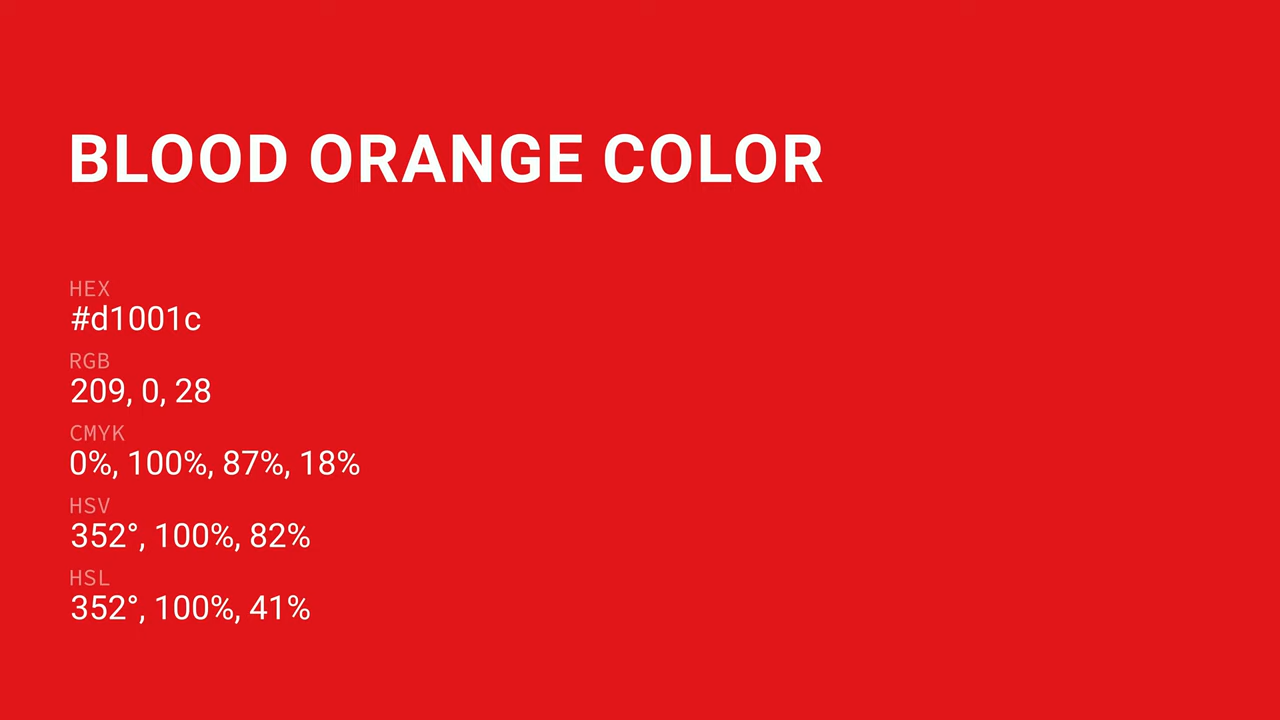 BLOOD ORANGE COLOR
HEX
#d1001c
RGB
209, 0, 28
CMYK
0%, 100%, 87%, 18%
HSV
352°, 100%, 82%
HSL
352°, 100%, 41%